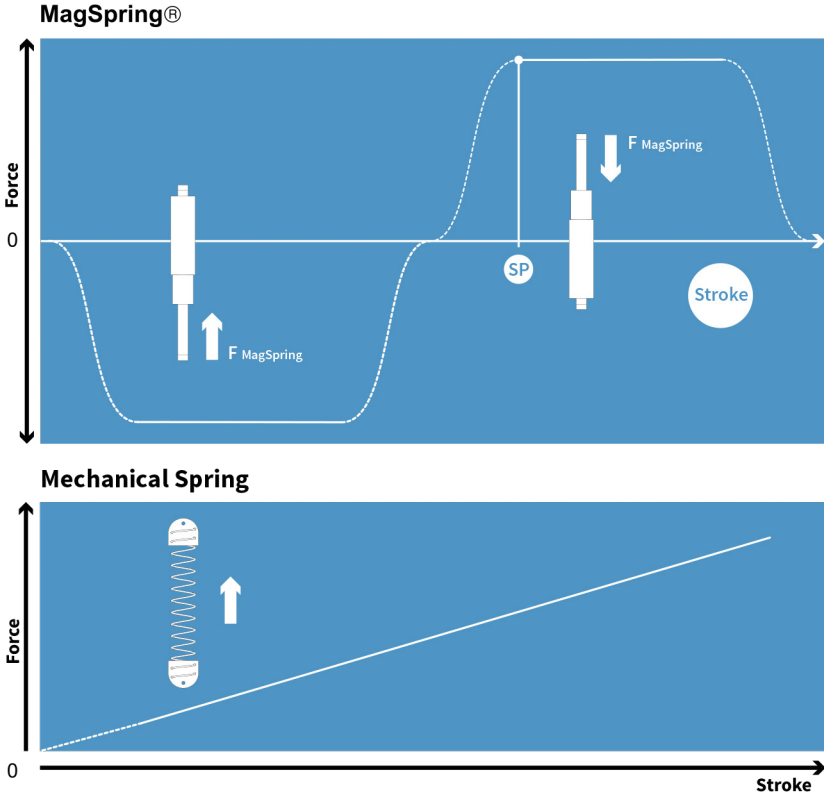 MagSpring®
Force
0
F MagSpring
SP
Stroke
F MagSpring
Mechanical Spring
Force
0
Stroke